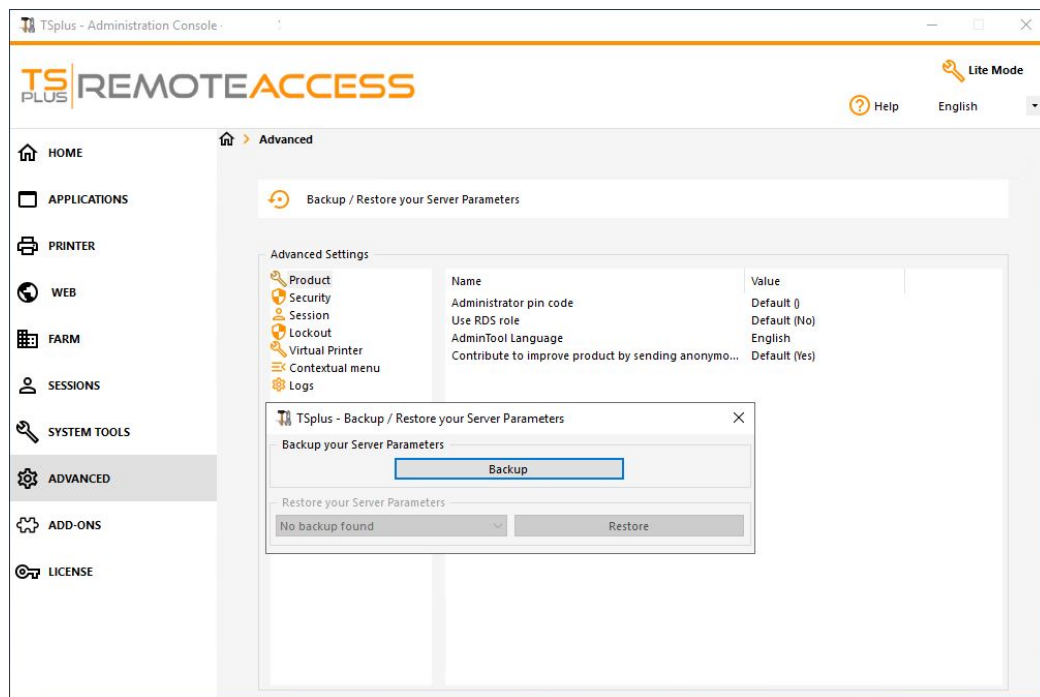 TSplus - Administration Console -
TS PLUS REMOTEACCESS
Lite Mode
Help
English
HOME
APPLICATIONS
PRINTER
WEB
FARM
SESSIONS
SYSTEM TOOLS
ADVANCED
ADD-ONS
LICENSE
> Advanced
Backup / Restore your Server Parameters
Advanced Settings
Product
Security
Session
Lockout
Virtual Printer
Contextual menu
Logs
Name Value
Administrator pin code Default ()
Use RDS role Default (No)
AdminTool Language English
Contribute to improve product by sending anonymo... Default (Yes)
TSplus - Backup / Restore your Server Parameters
Backup your Server Parameters
Backup
Restore your Server Parameters
No backup found
Restore